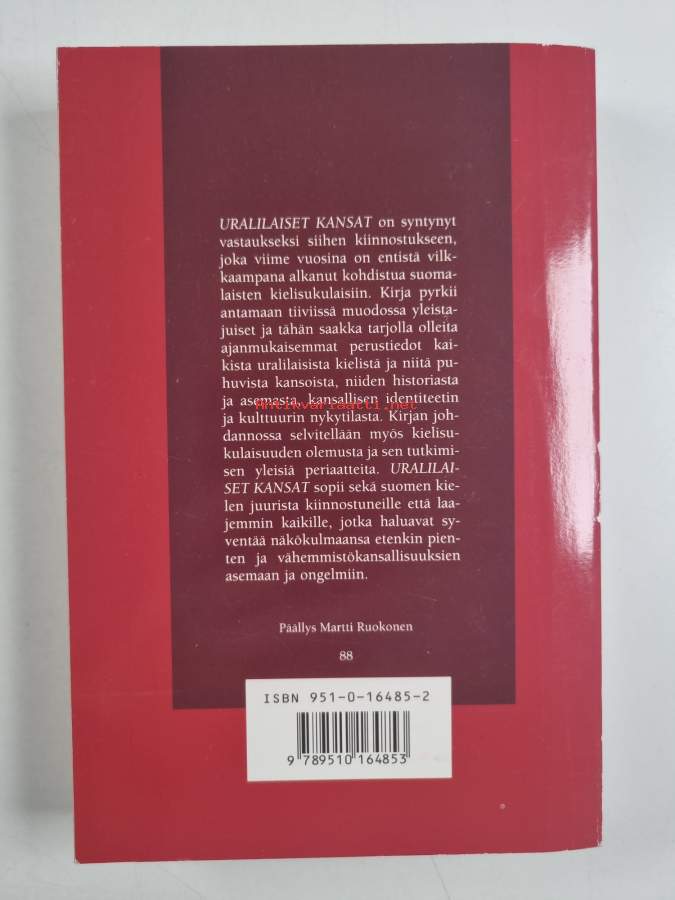 URALILAISET KANSAT on syntynyt
vastaukseksi siihen kiinnostukseen,
joka viime vuosina on entistä vilk-
kaampana alkanut kohdistua suoma-
laisten kielisukulaisiin. Kirja pyrkii
antamaan tiiviissä muodossa yleista-
juiset ja tähän saakka tarjolla olleita
ajanmukaisemmat perustiedot kai-
kista uralilaisista kielistä ja niitä pu-
huvista kansoista, niiden historiasta
ja asemasta, kansallisen identiteetin
Antikvariaatti.net
ja kulttuurin nykytilasta. Kirjan joh-
dannossa selvitellään myös kielisu-
kulaisuuden olemusta ja sen tutkimi-
sen yleisiä periaatteita. URALILAI-
SET KANSAT sopii sekä suomen kie-
len juurista kiinnostuneille että laa-
jemmin kaikille, jotka haluavat sy-
ventää näkökulmaansa etenkin pien-
ten ja vähemmistökansallisuuksien
asemaan ja ongelmiin.
Päällys Martti Ruokonen
88
ISBN 951-0-16485-2
9 789510 164853